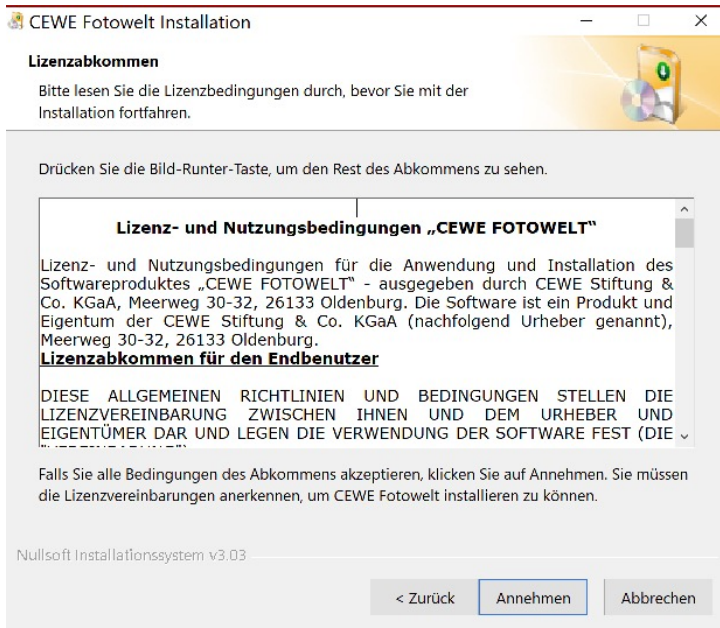 CEWE Fotowelt Installation
Lizenzabkommen
Bitte lesen Sie die Lizenzbedingungen durch, bevor Sie mit der
Installation fortfahren.
Drücken Sie die Bild-Runter-Taste, um den Rest des Abkommens zu sehen.
Lizenz- und Nutzungsbedingungen „CEWE FOTOWELT“
Lizenz- und Nutzungsbedingungen für die Anwendung und Installation des
Softwareproduktes „CEWE FOTOWELT“ - ausgegeben durch CEWE Stiftung &
Co. KGaA, Meerweg 30-32, 26133 Oldenburg. Die Software ist ein Produkt und
Eigentum der CEWE Stiftung & Co. KGaA (nachfolgend Urheber genannt),
Meerweg 30-32, 26133 Oldenburg.
Lizenzabkommen für den Endbenutzer
DIESE ALLGEMEINEN RICHTLINIEN UND BEDINGUNGEN STELLEN DIE
LIZENZVEREINBARUNG ZWISCHEN IHNEN UND DEM URHEBER UND
EIGENTÜMER DAR UND LEGEN DIE VERWENDUNG DER SOFTWARE FEST (DIE
Falls Sie alle Bedingungen des Abkommens akzeptieren, klicken Sie auf Annehmen. Sie müssen
die Lizenzvereinbarungen anerkennen, um CEWE Fotowelt installieren zu können.
Nullsoft Installationssystem v3.03
< Zurück Annehmen Abbrechen